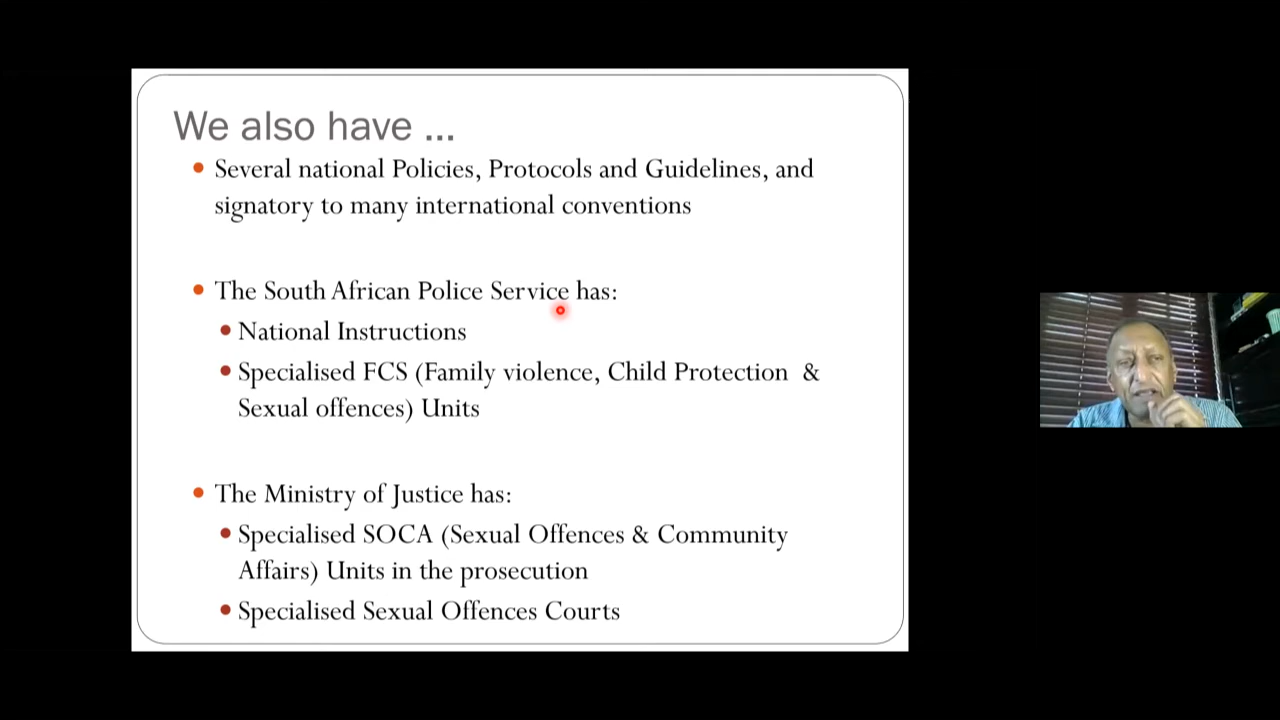 We also have ...
Several national Policies, Protocols and Guidelines, and
signatory to many international conventions
The South African Police Service has:
National Instructions
Specialised FCS (Family violence, Child Protection &
Sexual offences) Units
The Ministry of Justice has:
Specialised SOCA (Sexual Offences & Community
Affairs) Units in the prosecution
Specialised Sexual Offences Courts